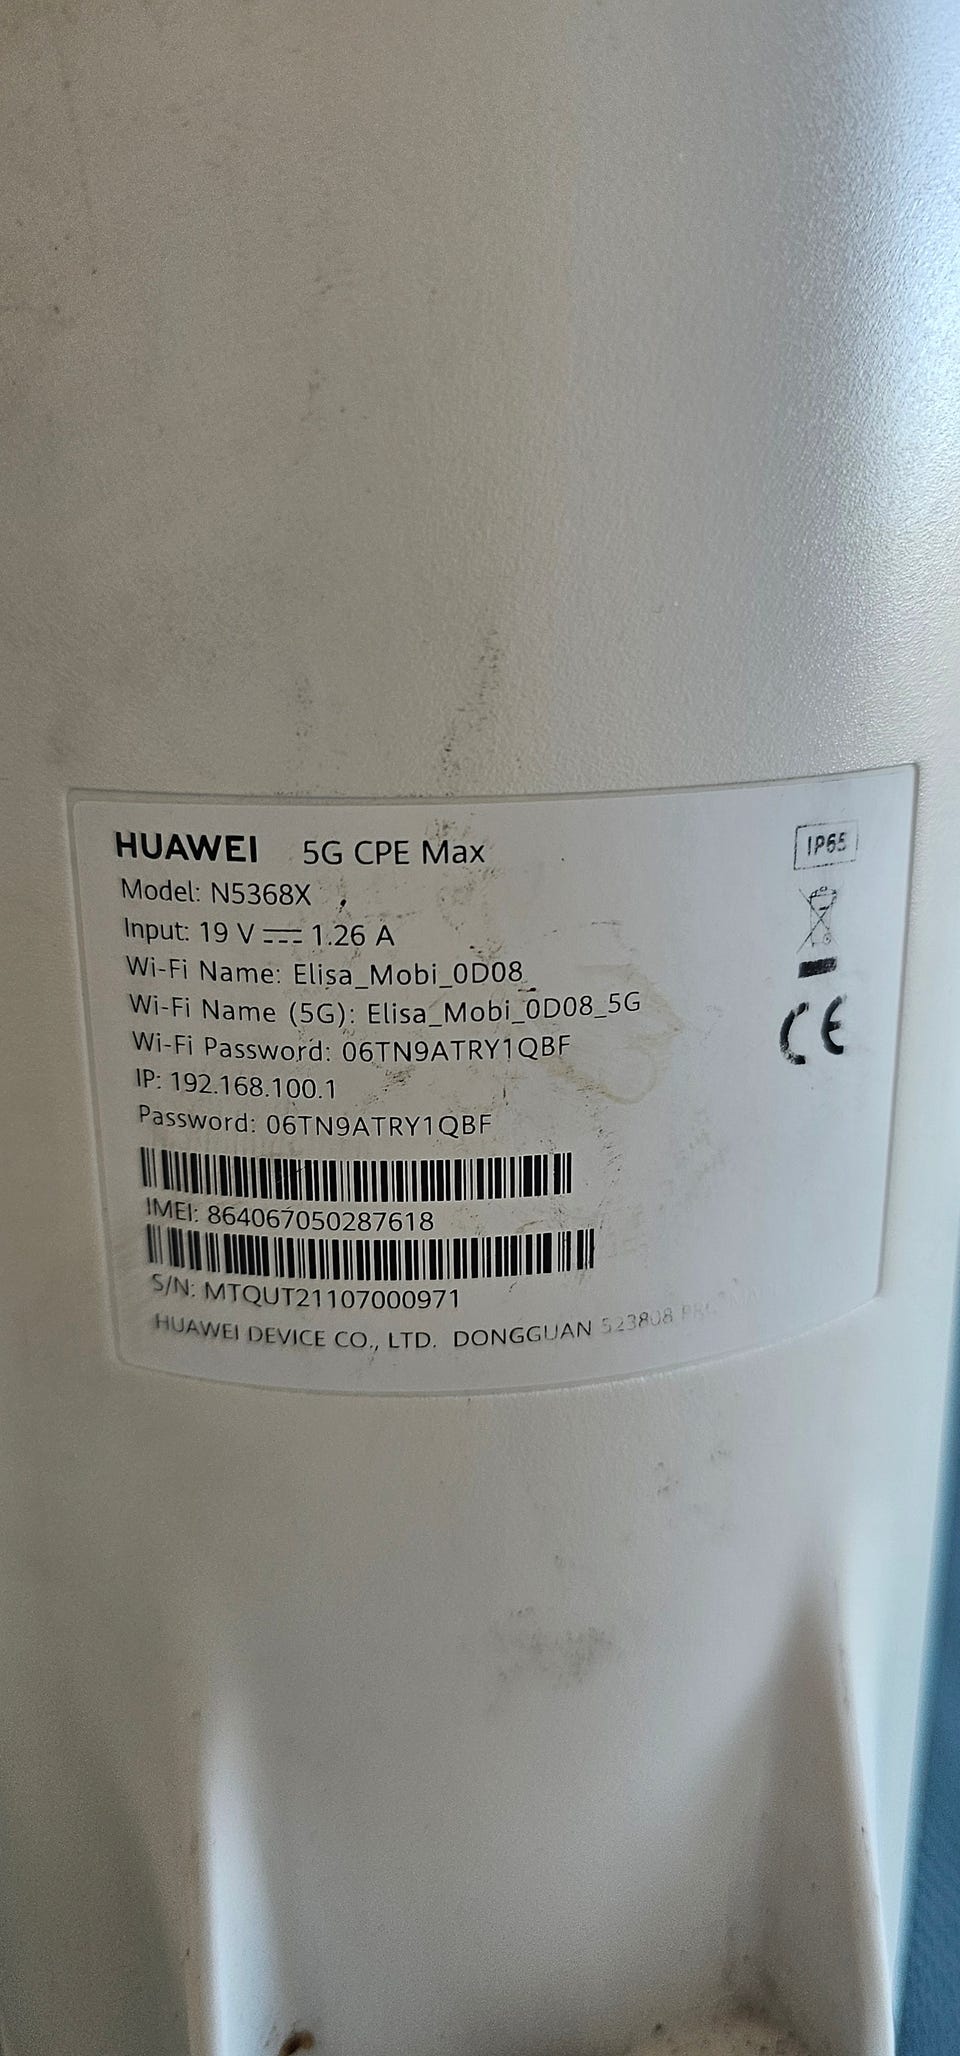 HUAWEI 5G CPE Max
IP65
Model: N5368X
Input: 19 V ⎓ 1.26 A
Wi-Fi Name: Elisa_Mobi_0D08
Wi-Fi Name (5G): Elisa_Mobi_0D08_5G
CE
Wi-Fi Password: 06TN9ATRY1QBF
IP: 192.168.100.1
Password: 06TN9ATRY1QBF
IMEI: 864067050287618
S/N: MTQUT21107000971
HUAWEI DEVICE CO., LTD. DONGGUAN 523808